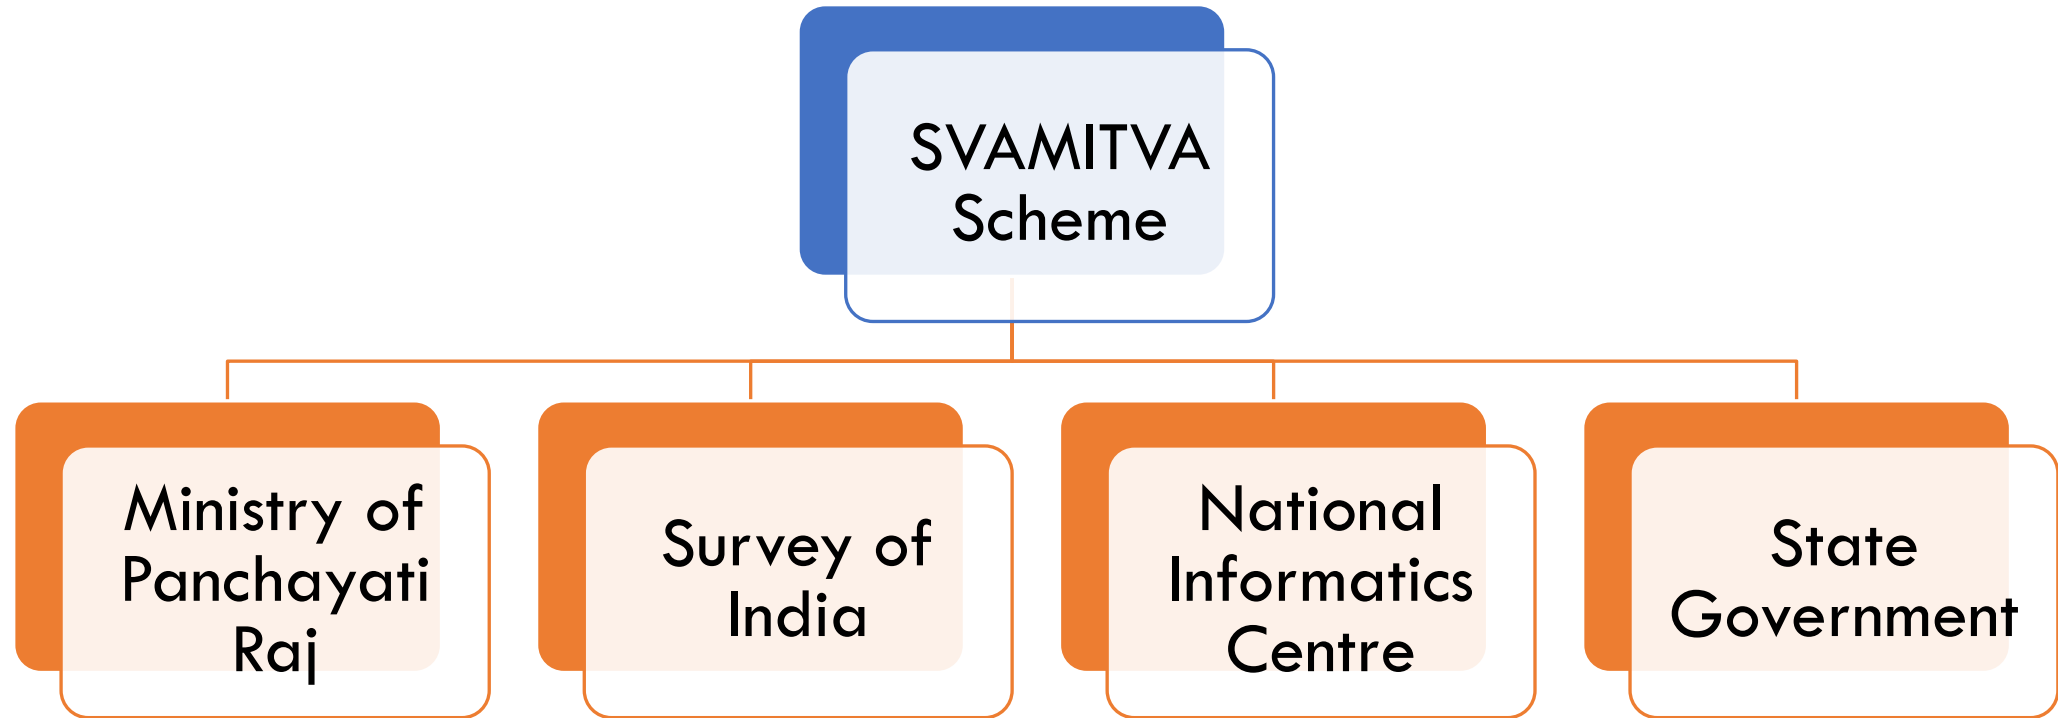 SVAMITVA
Scheme
Ministry of
Panchayati
Raj
Survey of
India
National
Informatics
Centre
State
Government